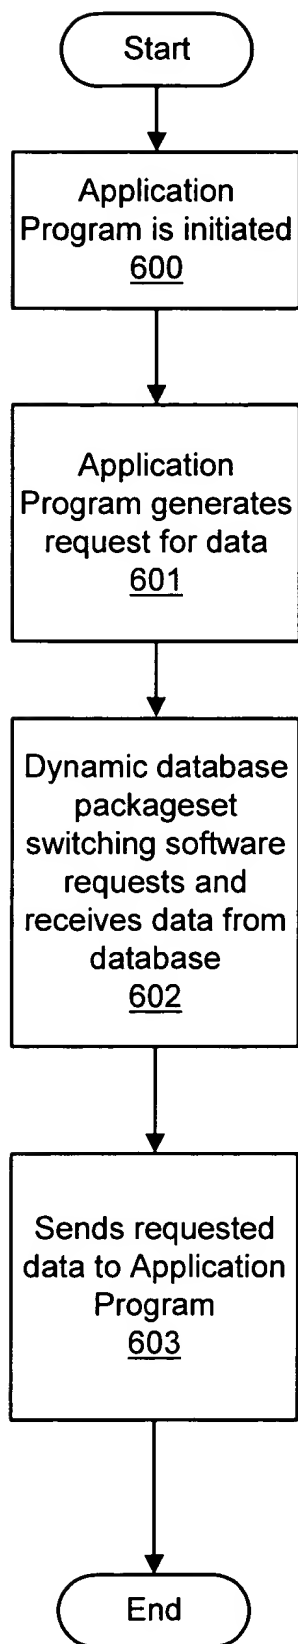 Start
Application
Program is initiated
600
Application
Program generates
request for data
601
Dynamic database
packageset
switching software
requests and
receives data from
database
602
Sends requested
data to Application
Program
603
End